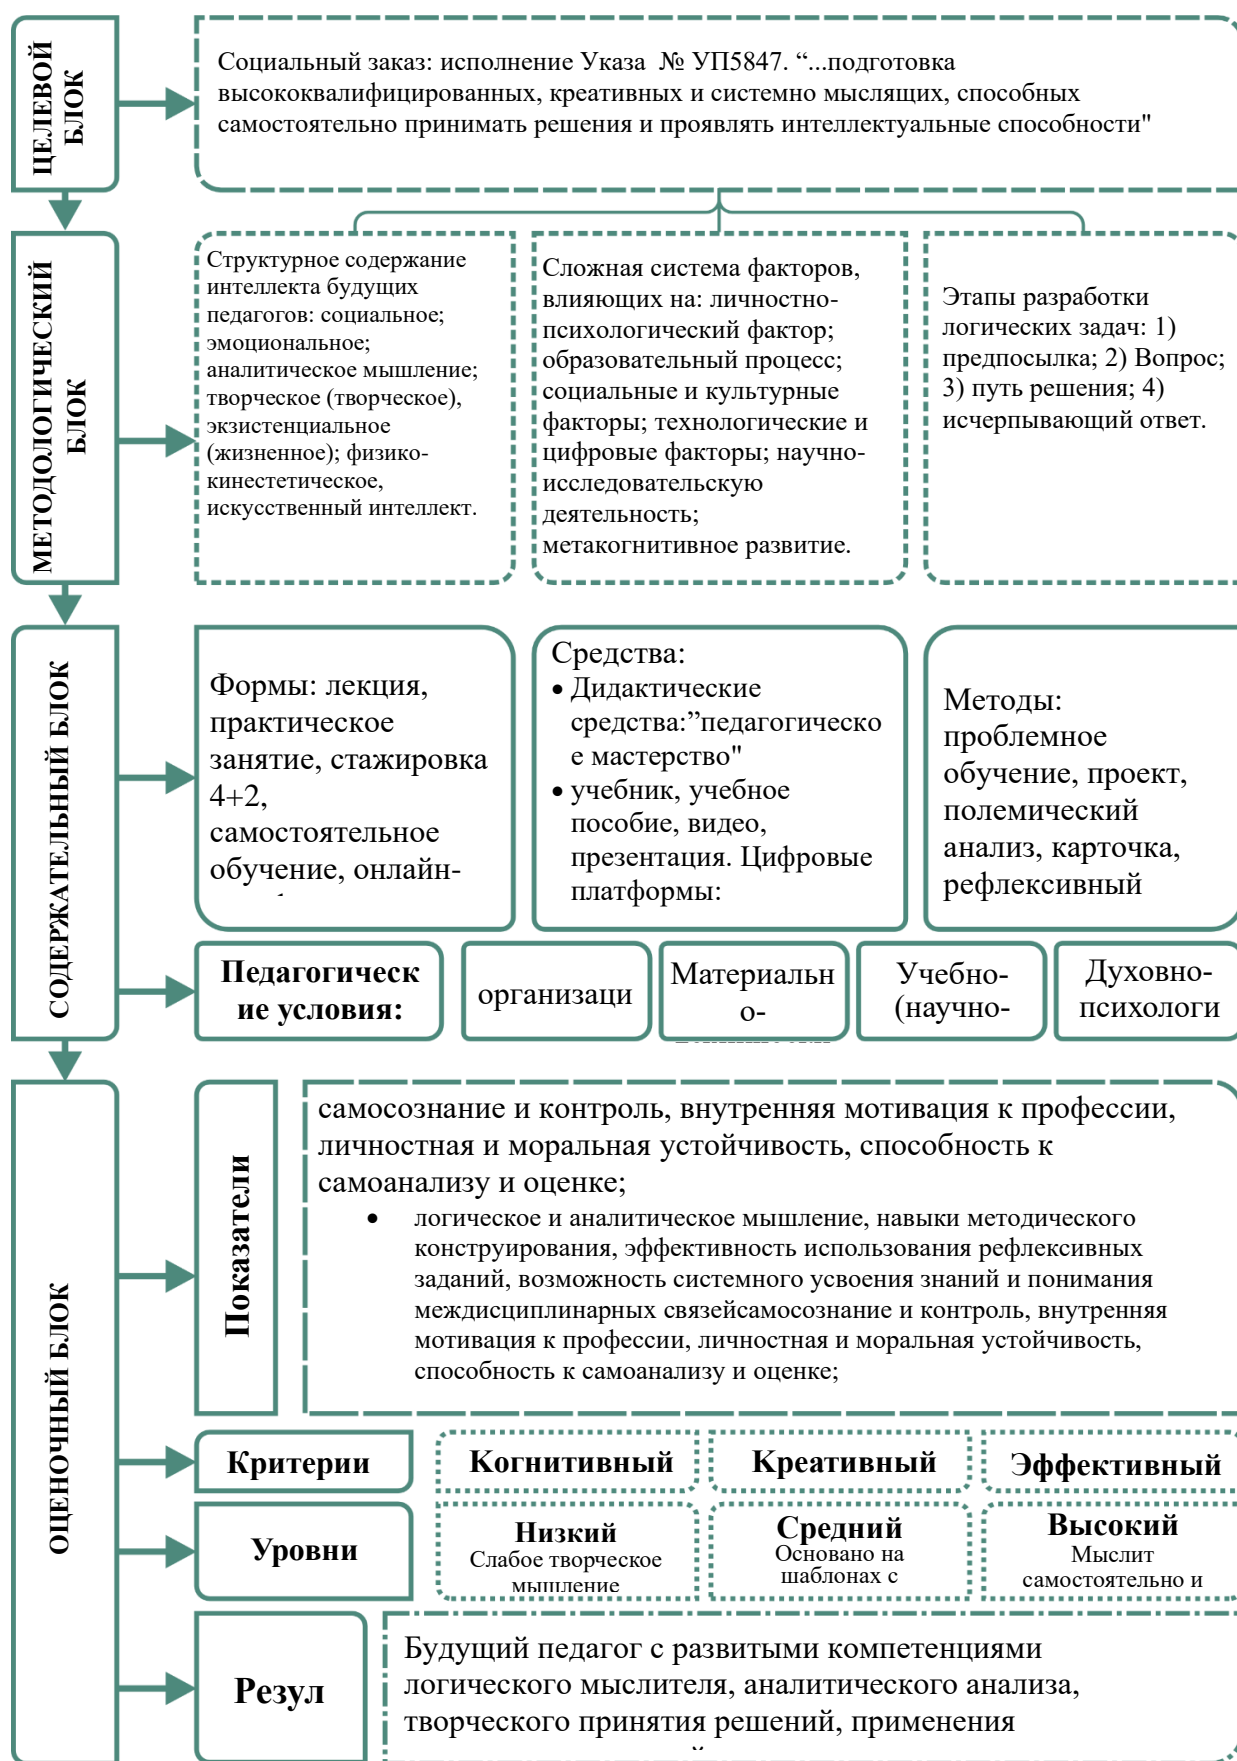 ЦЕЛЕВОЙ
БЛОК
Социальный заказ: исполнение Указа № УП5847. “...подготовка
высококвалифицированных, креативных и системно мыслящих, способных
самостоятельно принимать решения и проявлять интеллектуальные способности"
МЕТОДОЛОГИЧЕСКИЙ
БЛОК
Структурное содержание
интеллекта будущих
педагогов: социальное;
эмоциональное;
аналитическое мышление;
творческое (творческое),
экзистенциальное
(жизненное); физико-
кинестетическое,
искусственный интеллект.
Сложная система факторов,
влияющих на: личностно-
психологический фактор;
образовательный процесс;
социальные и культурные
факторы; технологические и
цифровые факторы; научно-
исследовательскую
деятельность;
метакогнитивное развитие.
Этапы разработки
логических задач: 1)
предпосылка; 2) Вопрос;
3) путь решения; 4)
исчерпывающий ответ.
СОДЕРЖАТЕЛЬНЫЙ БЛОК
Формы: лекция,
практическое
занятие, стажировка
4+2,
самостоятельное
обучение, онлайн-
Средства:
• Дидактические
средства:”педагогическо
е мастерство"
• учебник, учебное
пособие, видео,
презентация. Цифровые
платформы:
Методы:
проблемное
обучение, проект,
полемический
анализ, карточка,
рефлексивный
Педагогическ
ие условия:
организаци
Материальн
о-
Учебно-
(научно-
Духовно-
психологи
ОЦЕНОЧНЫЙ БЛОК
Показатели
самосознание и контроль, внутренняя мотивация к профессии,
личностная и моральная устойчивость, способность к
самоанализу и оценке;
• логическое и аналитическое мышление, навыки методического
конструирования, эффективность использования рефлексивных
заданий, возможность системного усвоения знаний и понимания
междисциплинарных связейсамосознание и контроль, внутренняя
мотивация к профессии, личностная и моральная устойчивость,
способность к самоанализу и оценке;
Критерии
Когнитивный
Креативный
Эффективный
Уровни
Низкий
Слабое творческое
мышление
Средний
Основано на
шаблонах с
Высокий
Мыслит
самостоятельно и
Резул
Будущий педагог с развитыми компетенциями
логического мыслителя, аналитического анализа,
творческого принятия решений, применения